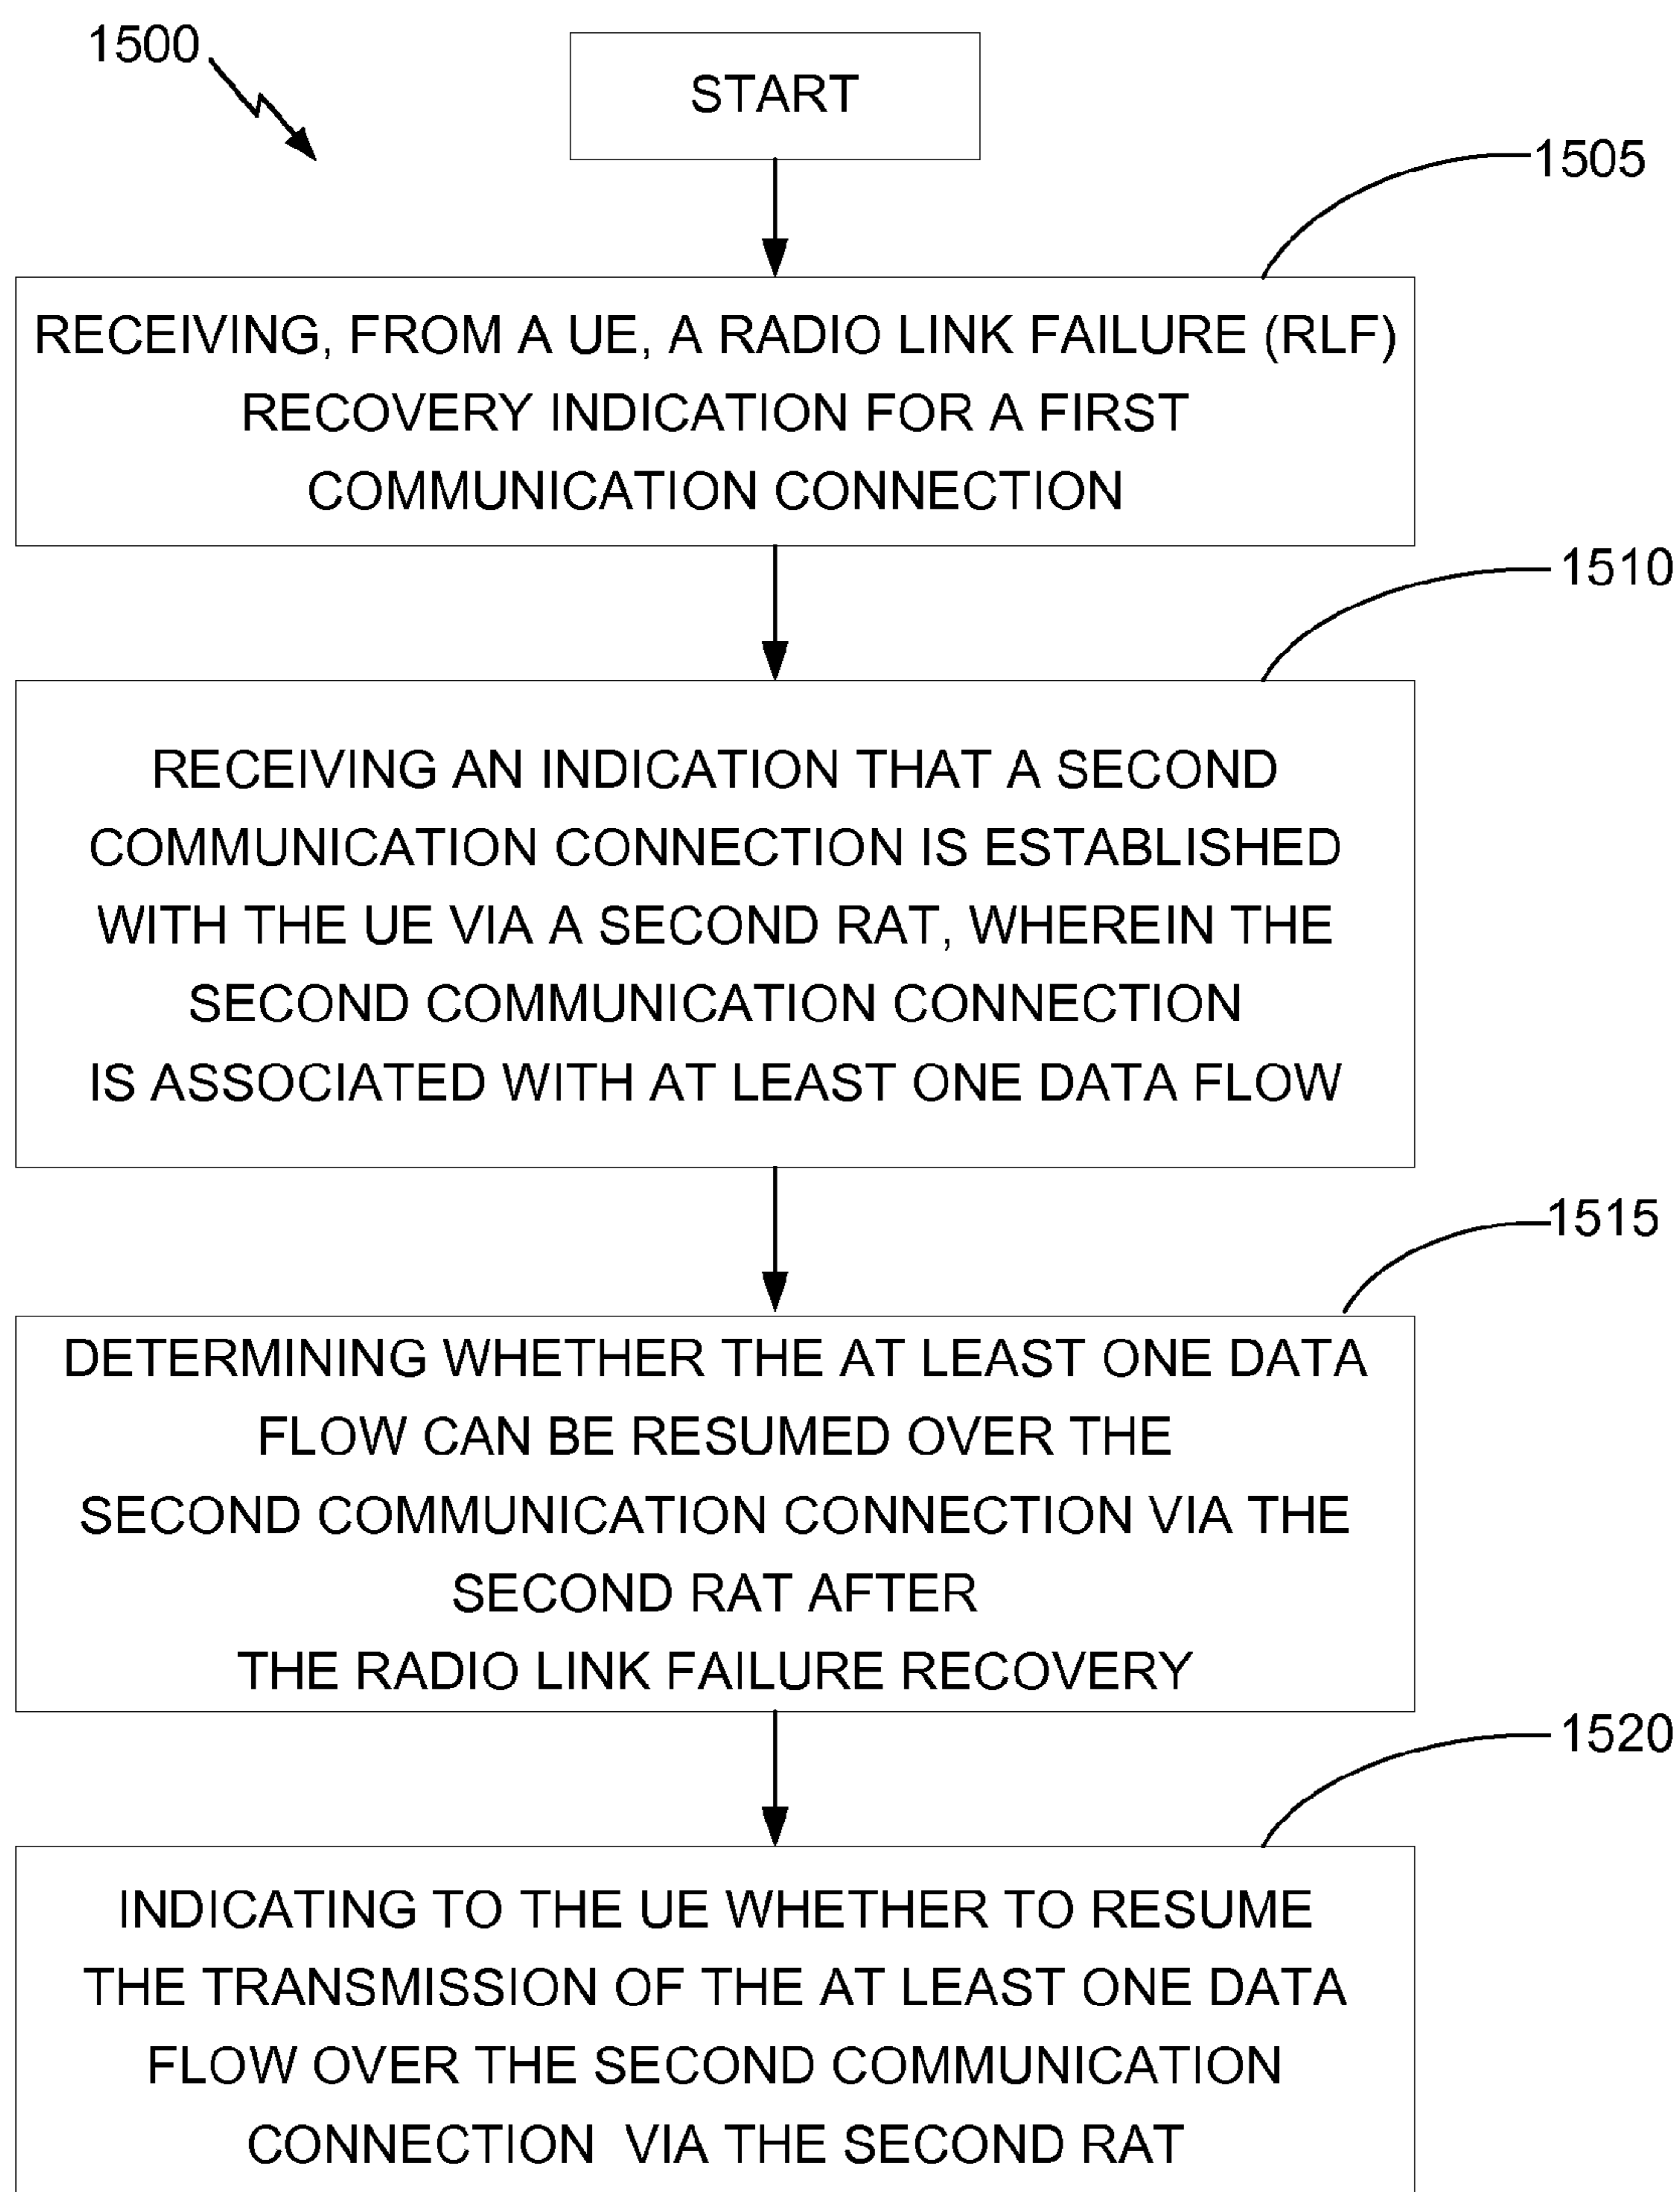 1500
START
1505
RECEIVING, FROM A UE, A RADIO LINK FAILURE (RLF)
RECOVERY INDICATION FOR A FIRST
COMMUNICATION CONNECTION
1510
RECEIVING AN INDICATION THAT A SECOND
COMMUNICATION CONNECTION IS ESTABLISHED
WITH THE UE VIA A SECOND RAT, WHEREIN THE
SECOND COMMUNICATION CONNECTION
IS ASSOCIATED WITH AT LEAST ONE DATA FLOW
1515
DETERMINING WHETHER THE AT LEAST ONE DATA
FLOW CAN BE RESUMED OVER THE
SECOND COMMUNICATION CONNECTION VIA THE
SECOND RAT AFTER
THE RADIO LINK FAILURE RECOVERY
1520
INDICATING TO THE UE WHETHER TO RESUME
THE TRANSMISSION OF THE AT LEAST ONE DATA
FLOW OVER THE SECOND COMMUNICATION
CONNECTION VIA THE SECOND RAT